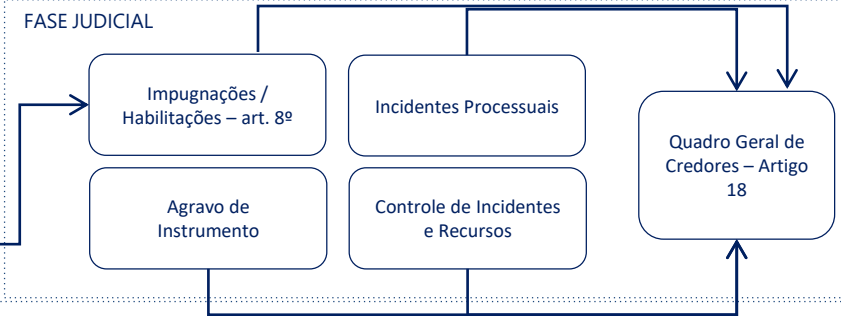 FASE JUDICIAL
Impugnações /
Habilitações – art. 8º
Incidentes Processuais
Quadro Geral de
Credores – Artigo
18
Agravo de
Instrumento
Controle de Incidentes
e Recursos